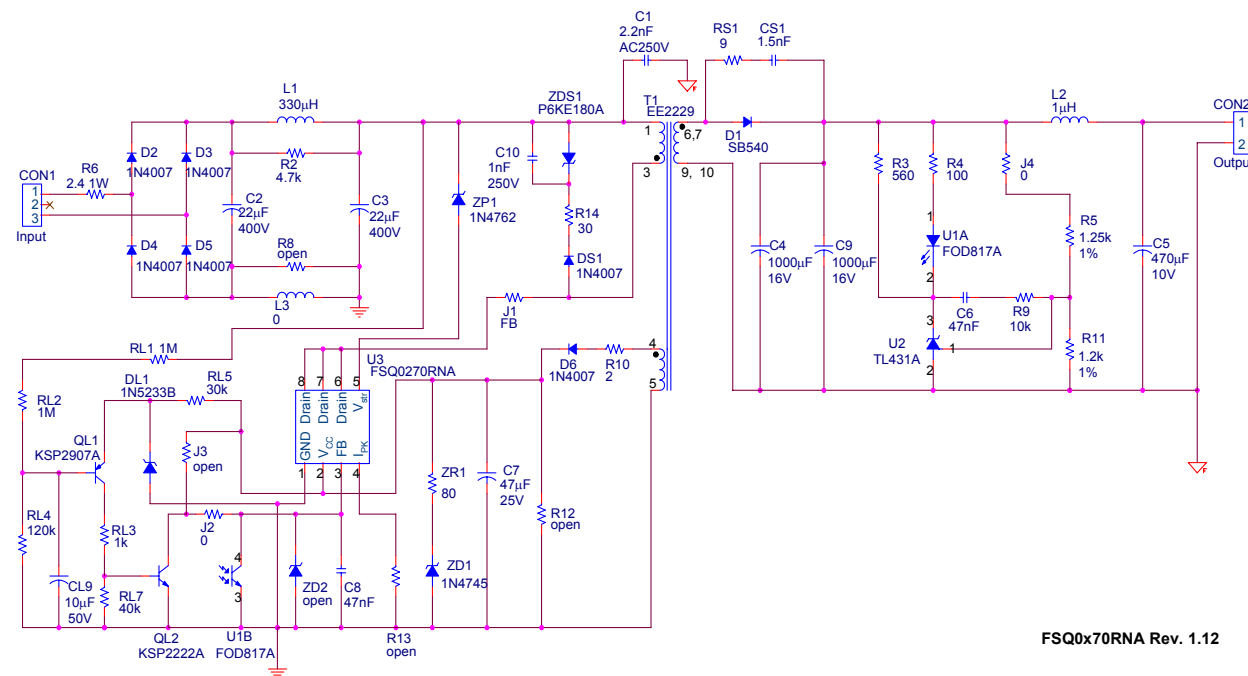 C1
2.2nF
AC250V
RS1
9
CS1
1.5nF
L1
330μH
ZDS1
P6KE180A
T1
EE2229
L2
1μH
CON2
1
2
Output
1
3
6,7
9, 10
D1
SB540
D2
1N4007
D3
1N4007
R6
2.4 1W
CON1
1
2
3
Input
R2
4.7k
C10
1nF
250V
R3
560
R4
100
J4
0
C2
22μF
400V
C3
22μF
400V
ZP1
1N4762
R14
30
DS1
1N4007
1
U1A
FOD817A
2
R5
1.25k
1%
D4
1N4007
D5
1N4007
R8
open
C4
1000μF
16V
C9
1000μF
16V
C5
470μF
10V
L3
0
J1
FB
C6
47nF
R9
10k
3
U2
TL431A
1
2
R11
1.2k
1%
RL1 1M
U3
FSQ0270RNA
4
5
D6
1N4007
R10
2
DL1
1N5233B
RL5
30k
RL2
1M
8
7
6
5
Drain
Drain
Drain
Vstr
GND
VCC
FB
IPK
1
2
3
4
QL1
KSP2907A
J3
open
ZR1
80
C7
47μF
25V
R12
open
RL4
120k
RL3
1k
J2
0
CL9
10μF
50V
RL7
40k
4
3
ZD2
open
C8
47nF
ZD1
1N4745
QL2
KSP2222A
U1B
FOD817A
R13
open
FSQ0x70RNA Rev. 1.12